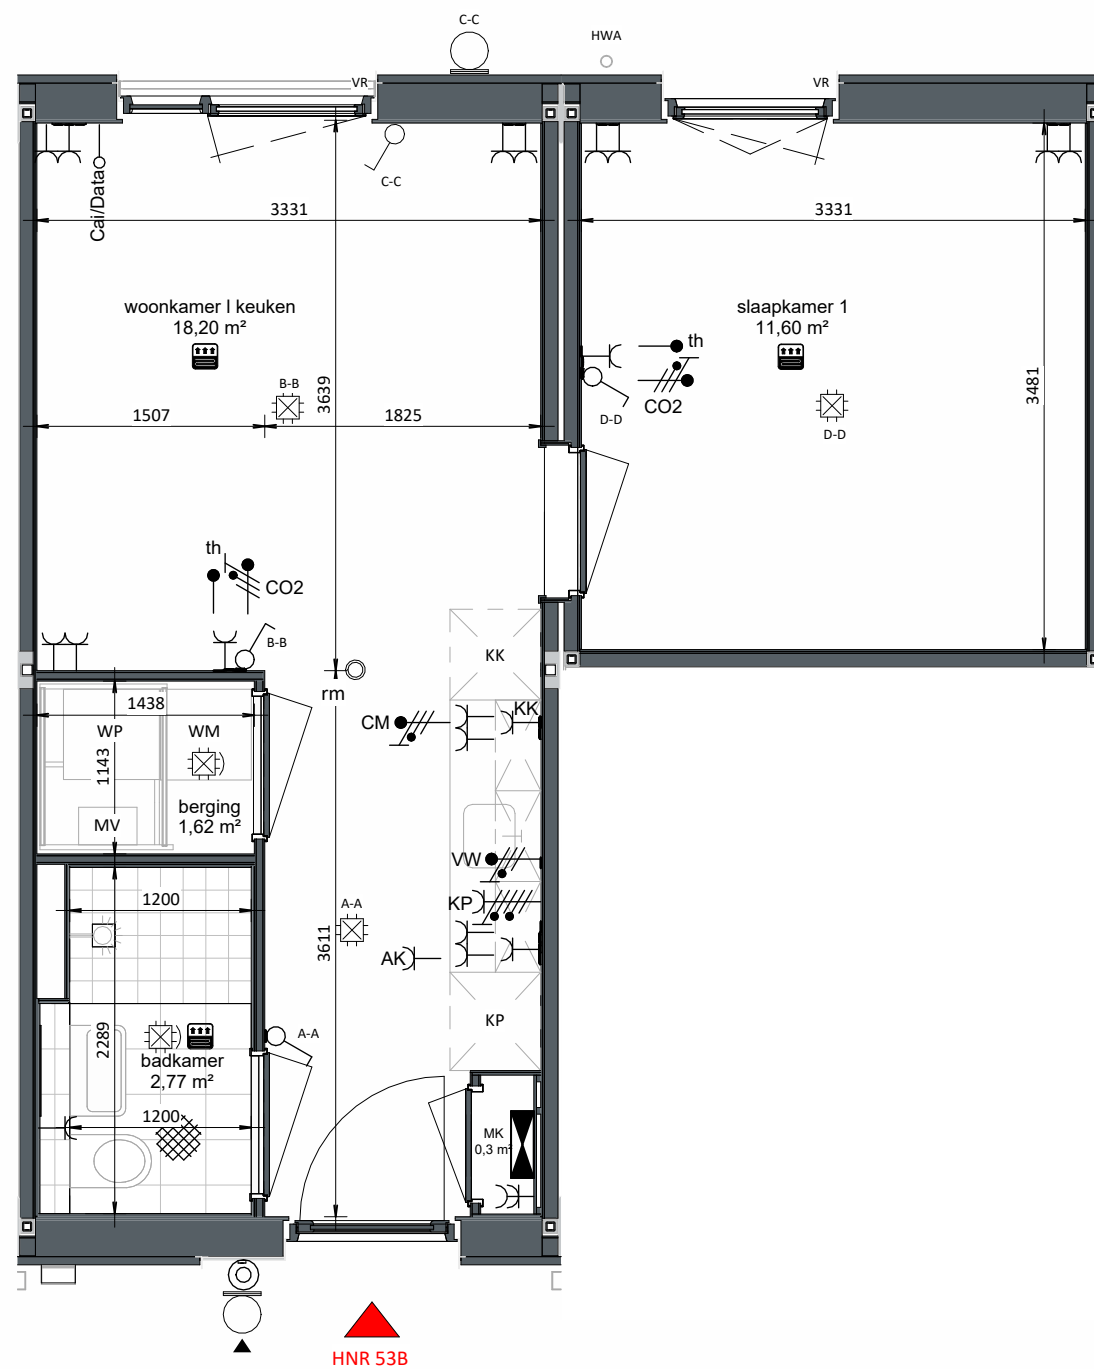 C-C
HWA
VR
VR
C-C
Cai/Data
3331
3331
woonkamer I keuken
18,20 m²
slaapkamer 1
11,60 m²
th
B-B
3639
CO2
D-D
3481
1507
1825
D-D
th
CO2
B-B
KK
rm
1438
WP
WM
CM
KK
1143
berging
1,62 m²
MV
VW
1200
A-A
KP
3611
AK
KP
2289
A-A
badkamer
2,77 m²
1200
MK
0,3 m²
HNR 53B